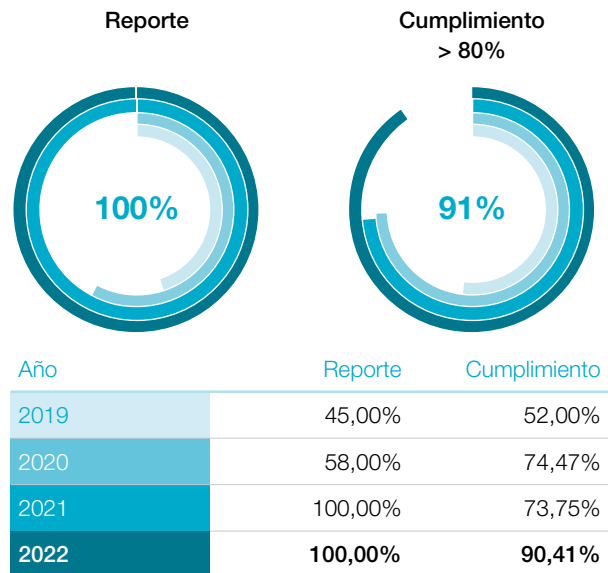 Reporte
Cumplimiento
> 80%
100%
91%
Año Reporte Cumplimiento
2019 45,00% 52,00%
2020 58,00% 74,47%
2021 100,00% 73,75%
2022 100,00% 90,41%